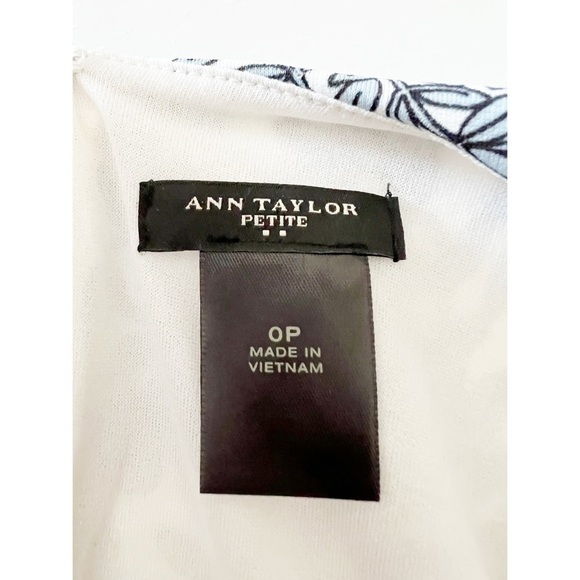 ANN TAYLOR
PETITE
0P
MADE IN
VIETNAM